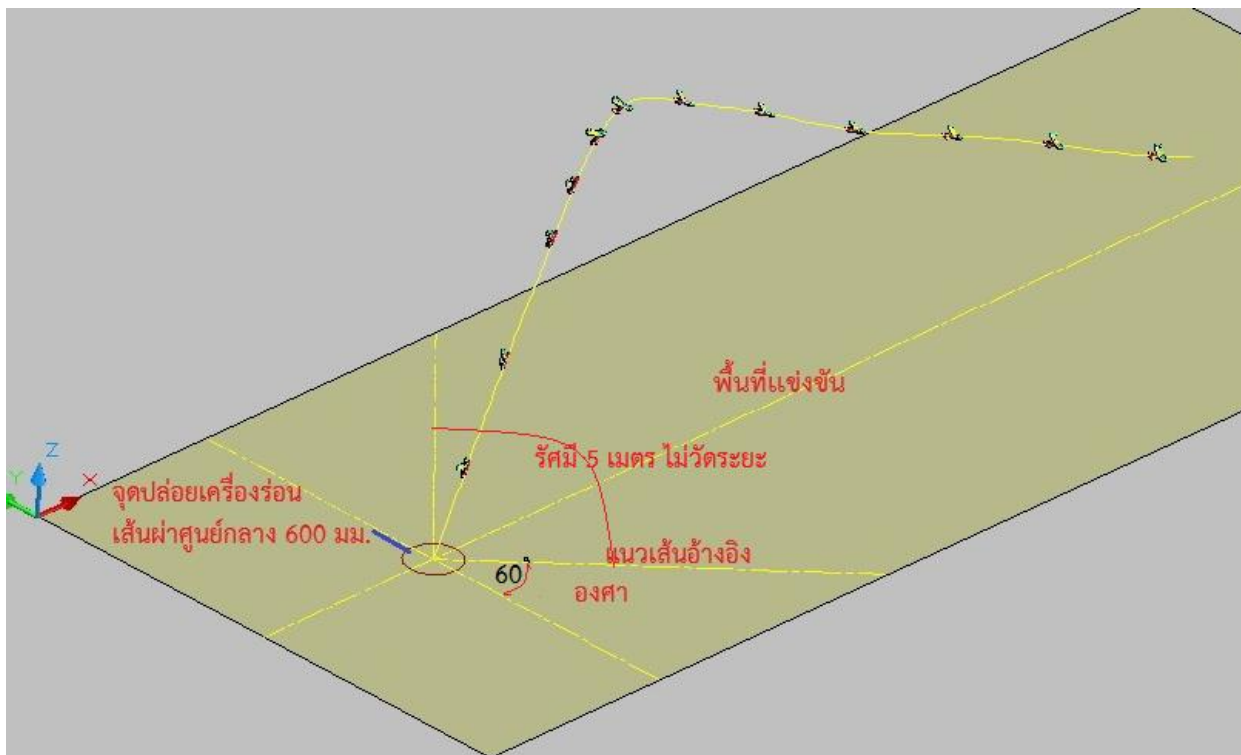 พื้นที่แข่งขัน
รัศมี 5 เมตร ไม่วัดระยะ
Z
Y
X
จุดปล่อยเครื่องร่อน
เส้นผ่าศูนย์กลาง 600 มม.
แนวเส้นอ้างอิง
60
องศา